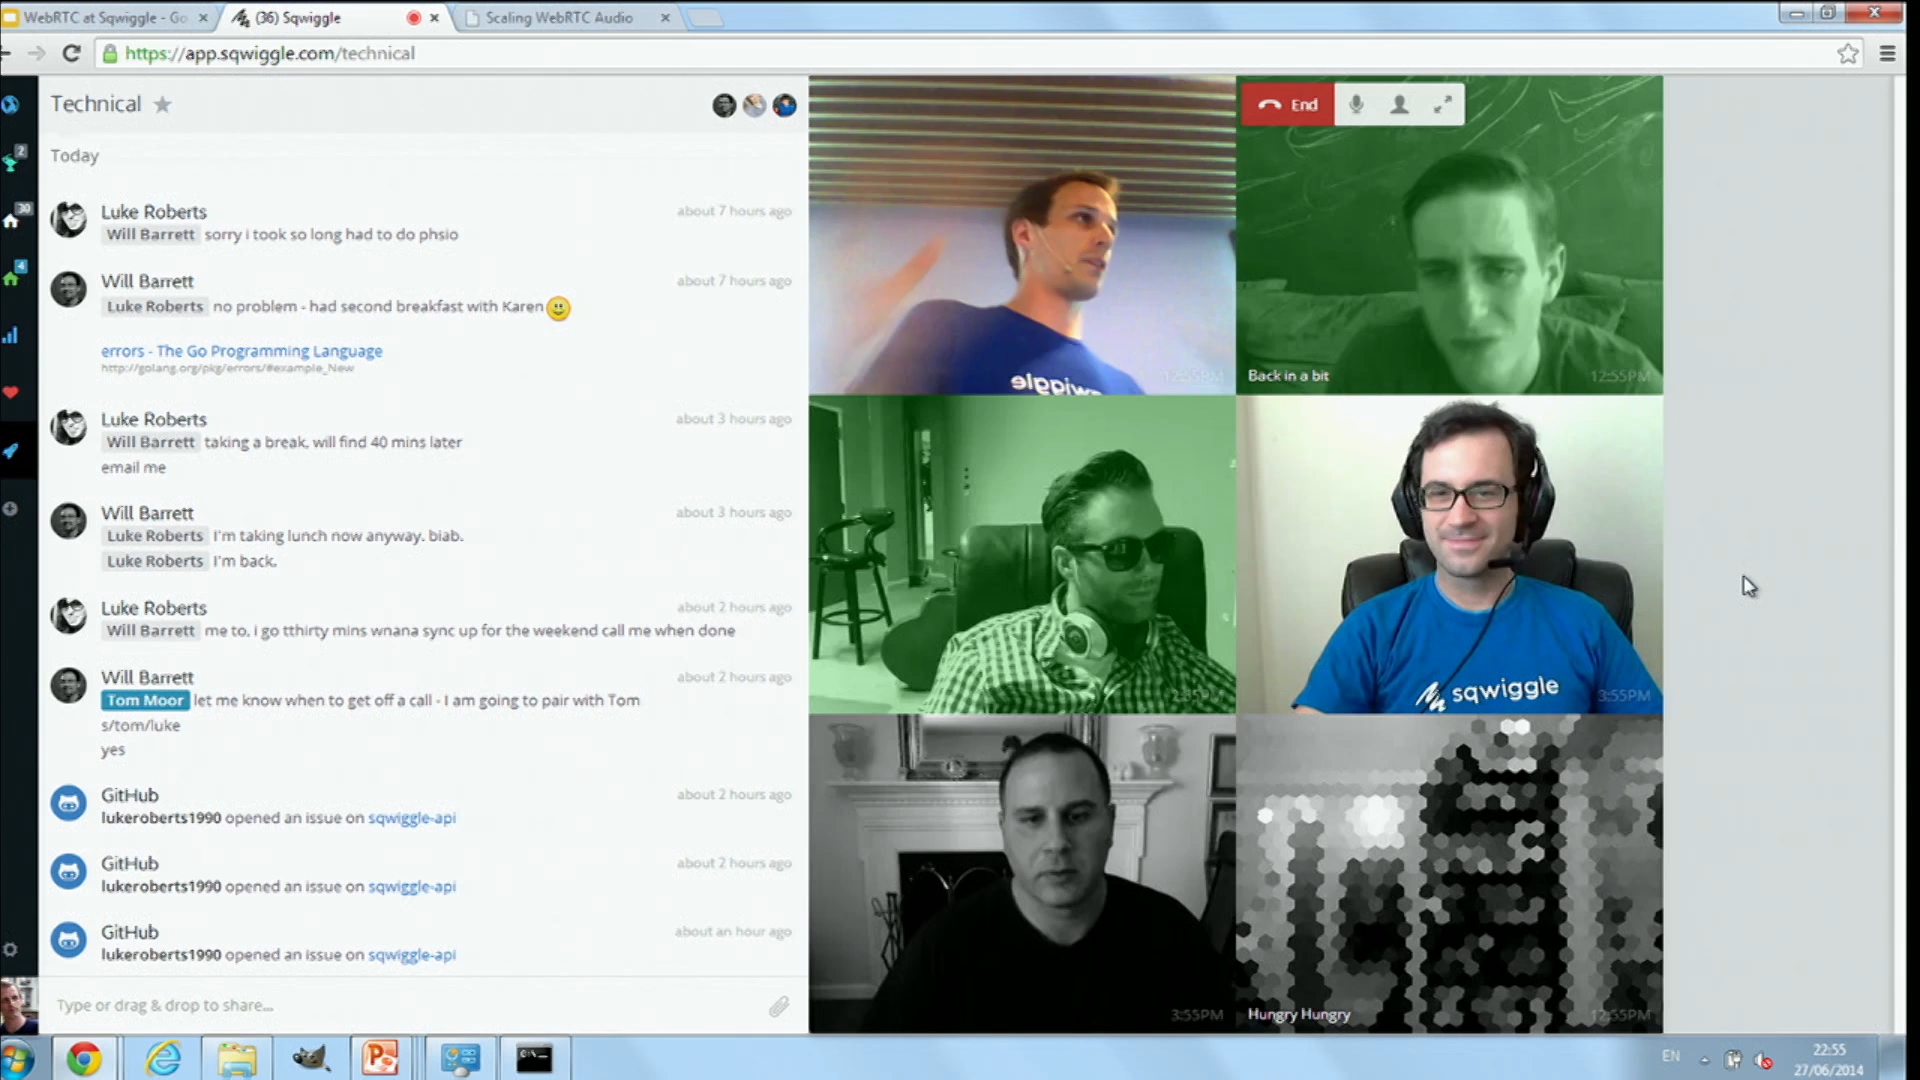 WebRTC at Sqwiggle - Go
(36) Sqwiggle
Scaling WebRTC Audio
https://app.sqwiggle.com/technical
Technical
Today
2
30
4
Luke Roberts
about 7 hours ago
Will Barrett sorry i took so long had to do phsio
Will Barrett
about 7 hours ago
Luke Roberts no problem - had second breakfast with Karen
errors - The Go Programming Language
http://golang.org/pkg/errors/#example_New
Luke Roberts
about 3 hours ago
Will Barrett taking a break, will find 40 mins later
email me
Will Barrett
about 3 hours ago
Luke Roberts I'm taking lunch now anyway. biab.
Luke Roberts I'm back.
Luke Roberts
about 2 hours ago
Will Barrett me to, i go tthirty mins wnana sync up for the weekend call me when done
Will Barrett
about 2 hours ago
Tom Moor let me know when to get off a call - I am going to pair with Tom
s/tom/luke
yes
GitHub
about 2 hours ago
lukeroberts1990 opened an issue on sqwiggle-api
GitHub
about 2 hours ago
lukeroberts1990 opened an issue on sqwiggle-api
GitHub
about an hour ago
lukeroberts1990 opened an issue on sqwiggle-api
Type or drag & drop to share...
End
sqwiggle
12:55PM
Back in a bit
12:55PM
sqwiggle
3:55PM
3:55PM
Hungry Hungry
12:55PM
C:\
EN
22:55
27/06/2014